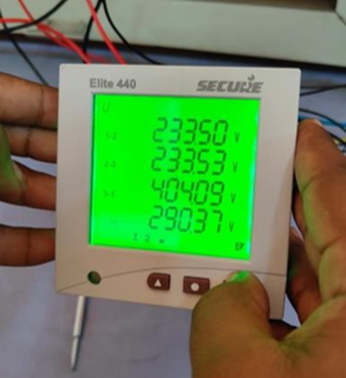 Elite 440 SECURE
U
1-2 233.50 V
2-3 233.53 V
3-1 404.09 V
290.37 V
1 2